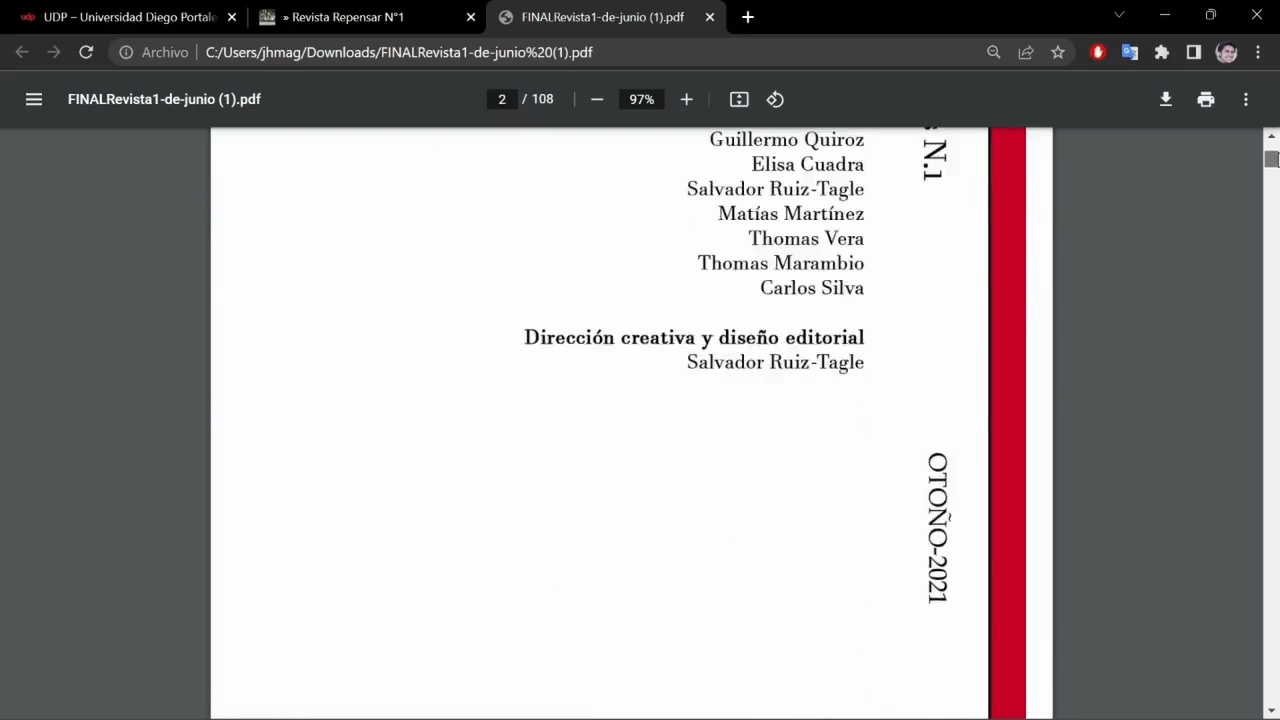 UDP – Universidad Diego Portale
» Revista Repensar N°1
FINALRevista1-de-junio (1).pdf
Archivo
C:/Users/jhmag/Downloads/FINALRevista1-de-junio%20(1).pdf
FINALRevista1-de-junio (1).pdf
2 / 108
97%
Guillermo Quiroz
Elisa Cuadra
Salvador Ruiz-Tagle
Matías Martínez
Thomas Vera
Thomas Marambio
Carlos Silva
Dirección creativa y diseño editorial
Salvador Ruiz-Tagle
N.1
OTOÑO-2021